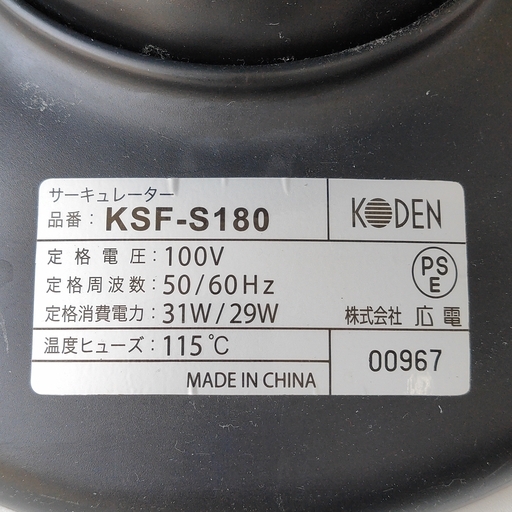 サーキュレーター
品番：KSF-S180
KODEN
定格電圧：100V
定格周波数：50/60Hz
定格消費電力：31W/29W
PSE
株式会社 広電
温度ヒューズ：115℃
00967
MADE IN CHINA